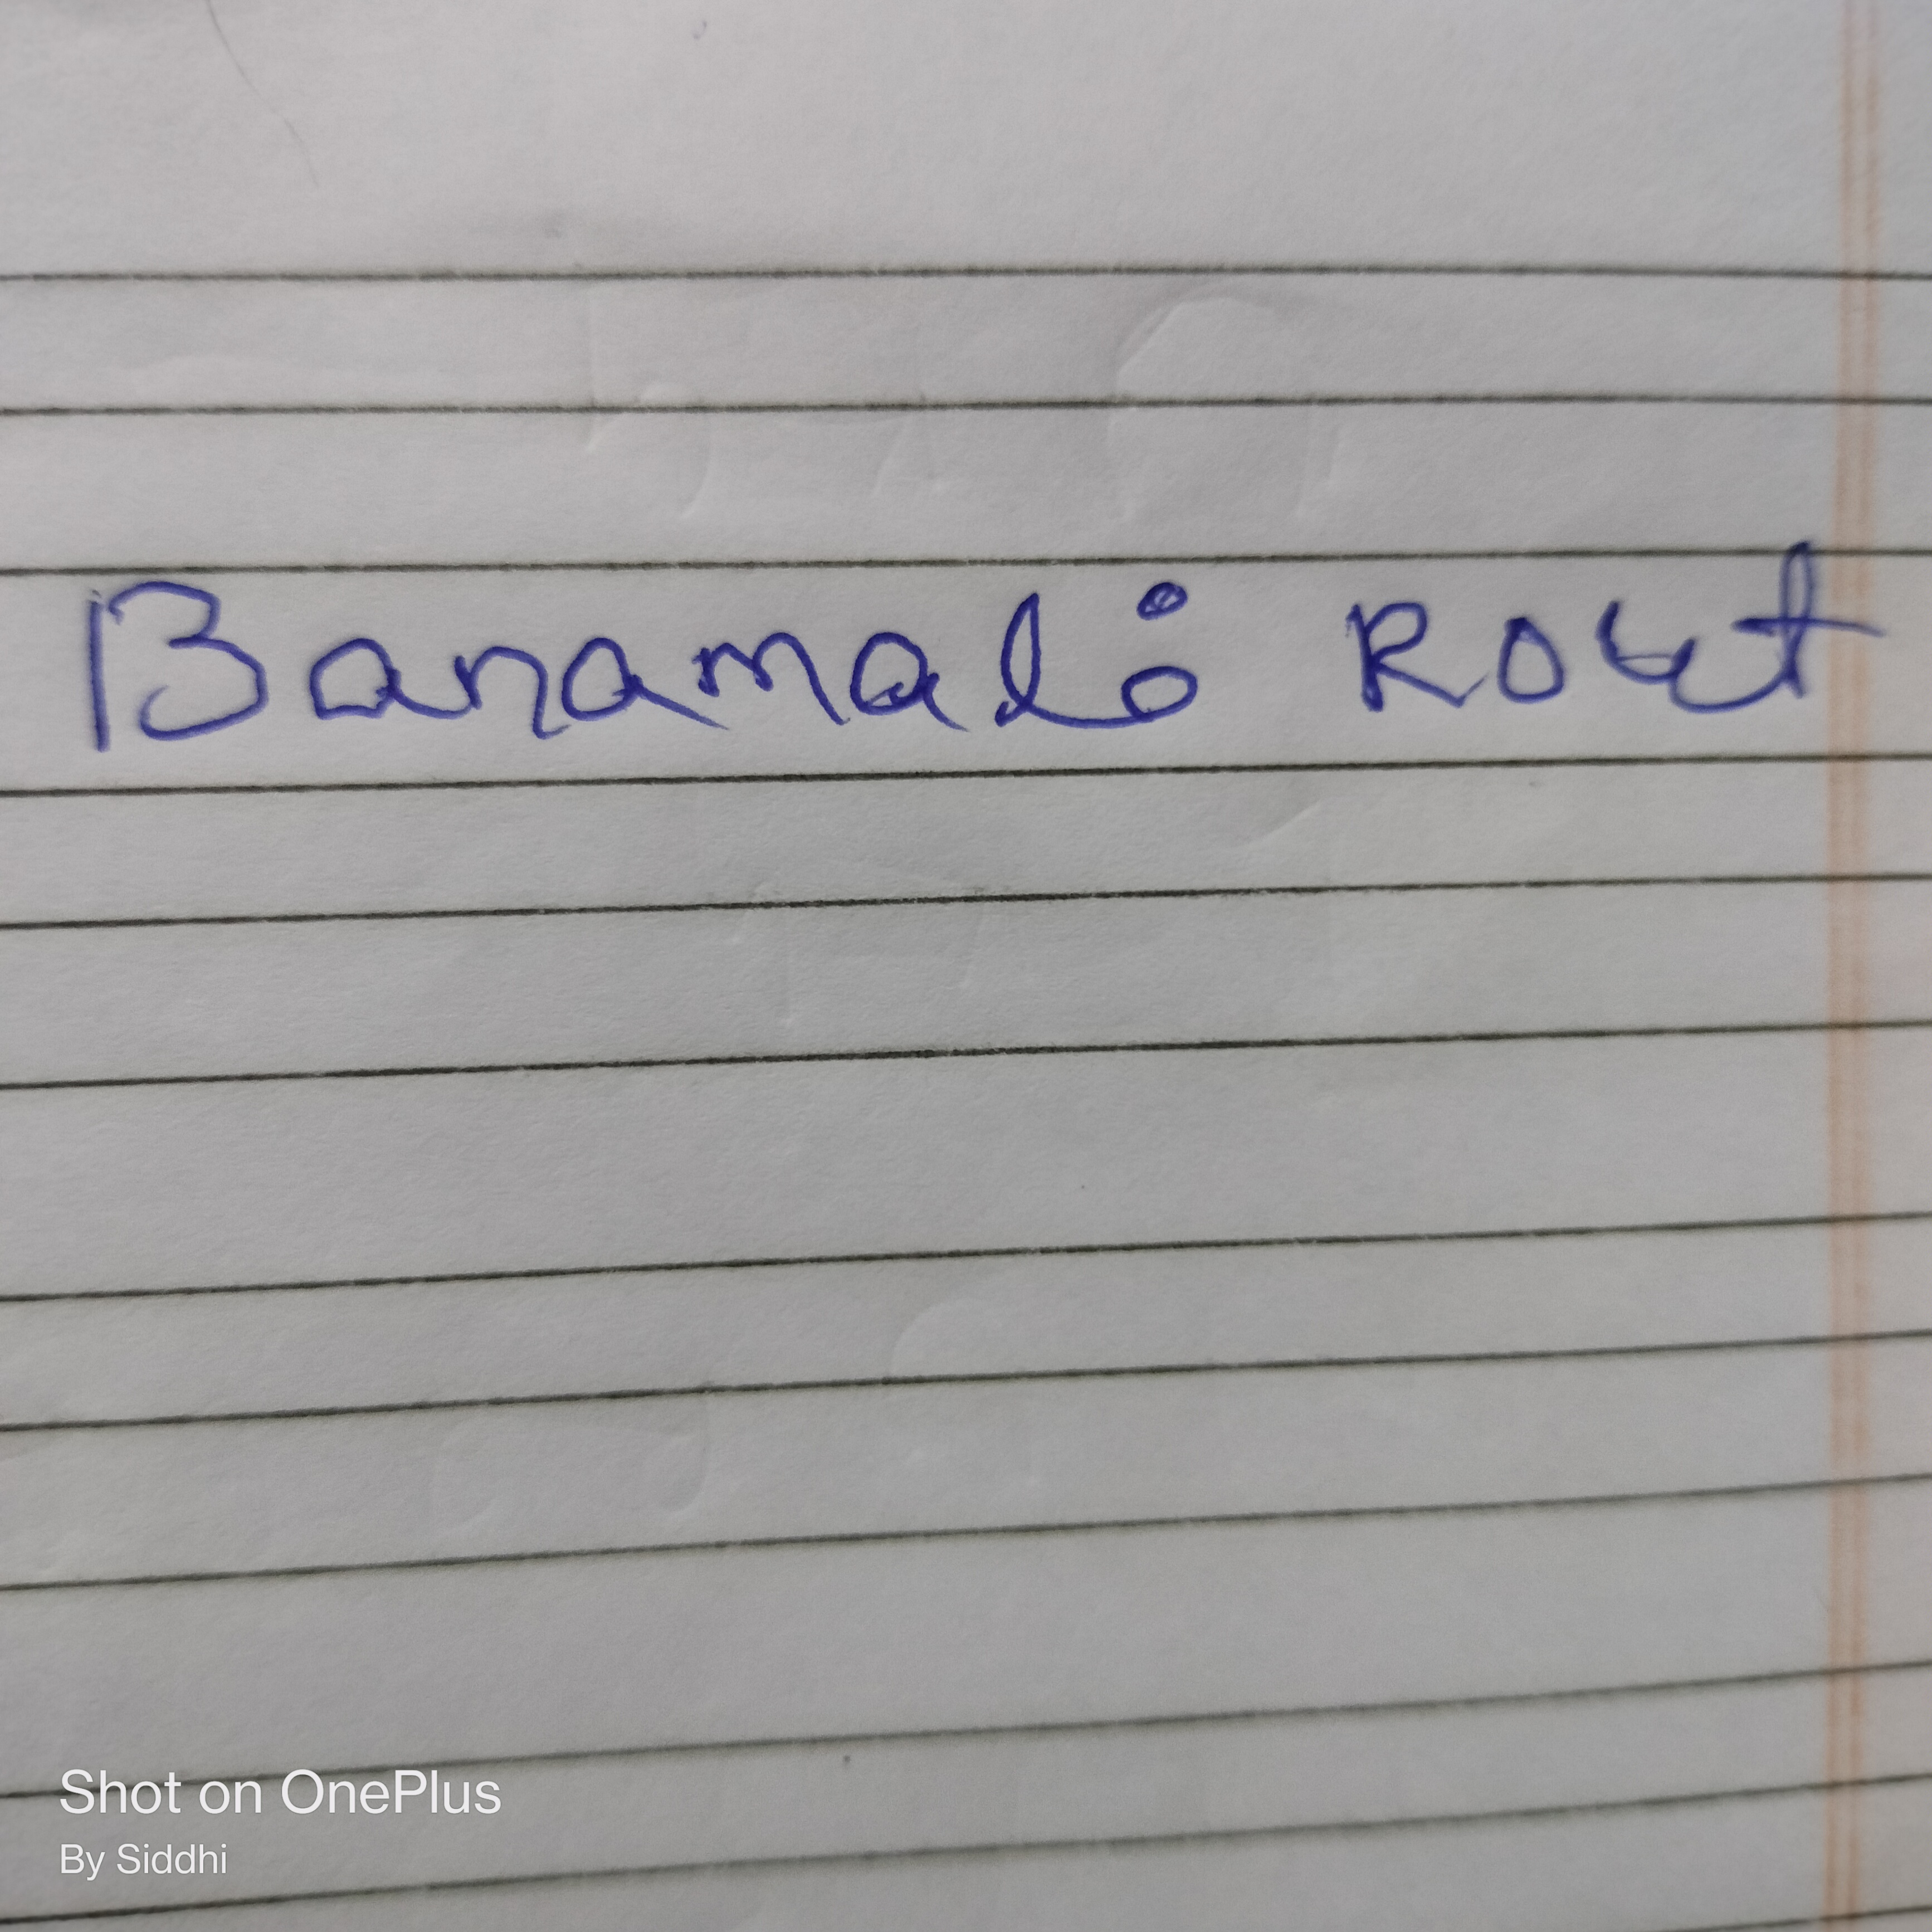 Banamali Rout
Shot on OnePlus
By Siddhi